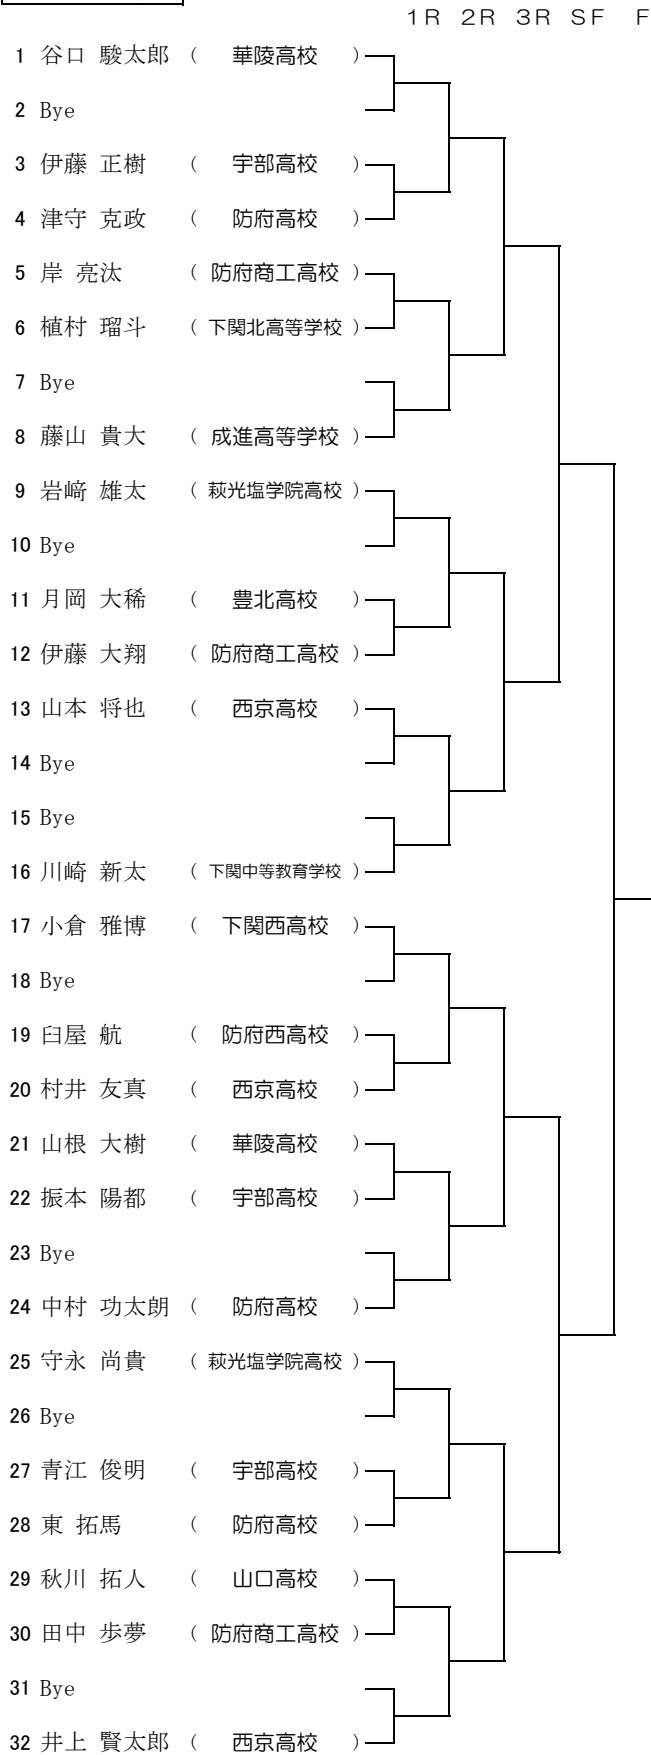 1R 2R 3R SF F
1 谷口 駿太郎 ( 華陵高校 )
2 Bye
3 伊藤 正樹 ( 宇部高校 )
4 津守 克政 ( 防府高校 )
5 岸 亮汰 ( 防府商工高校 )
6 植村 瑠斗 ( 下関北高等学校 )
7 Bye
8 藤山 貴大 ( 成進高等学校 )
9 岩﨑 雄太 ( 萩光塩学院高校 )
10 Bye
11 月岡 大稀 ( 豊北高校 )
12 伊藤 大翔 ( 防府商工高校 )
13 山本 将也 ( 西京高校 )
14 Bye
15 Bye
16 川崎 新太 ( 下関中等教育学校 )
17 小倉 雅博 ( 下関西高校 )
18 Bye
19 臼屋 航 ( 防府西高校 )
20 村井 友真 ( 西京高校 )
21 山根 大樹 ( 華陵高校 )
22 振本 陽都 ( 宇部高校 )
23 Bye
24 中村 功太朗 ( 防府高校 )
25 守永 尚貴 ( 萩光塩学院高校 )
26 Bye
27 青江 俊明 ( 宇部高校 )
28 東 拓馬 ( 防府高校 )
29 秋川 拓人 ( 山口高校 )
30 田中 歩夢 ( 防府商工高校 )
31 Bye
32 井上 賢太郎 ( 西京高校 )